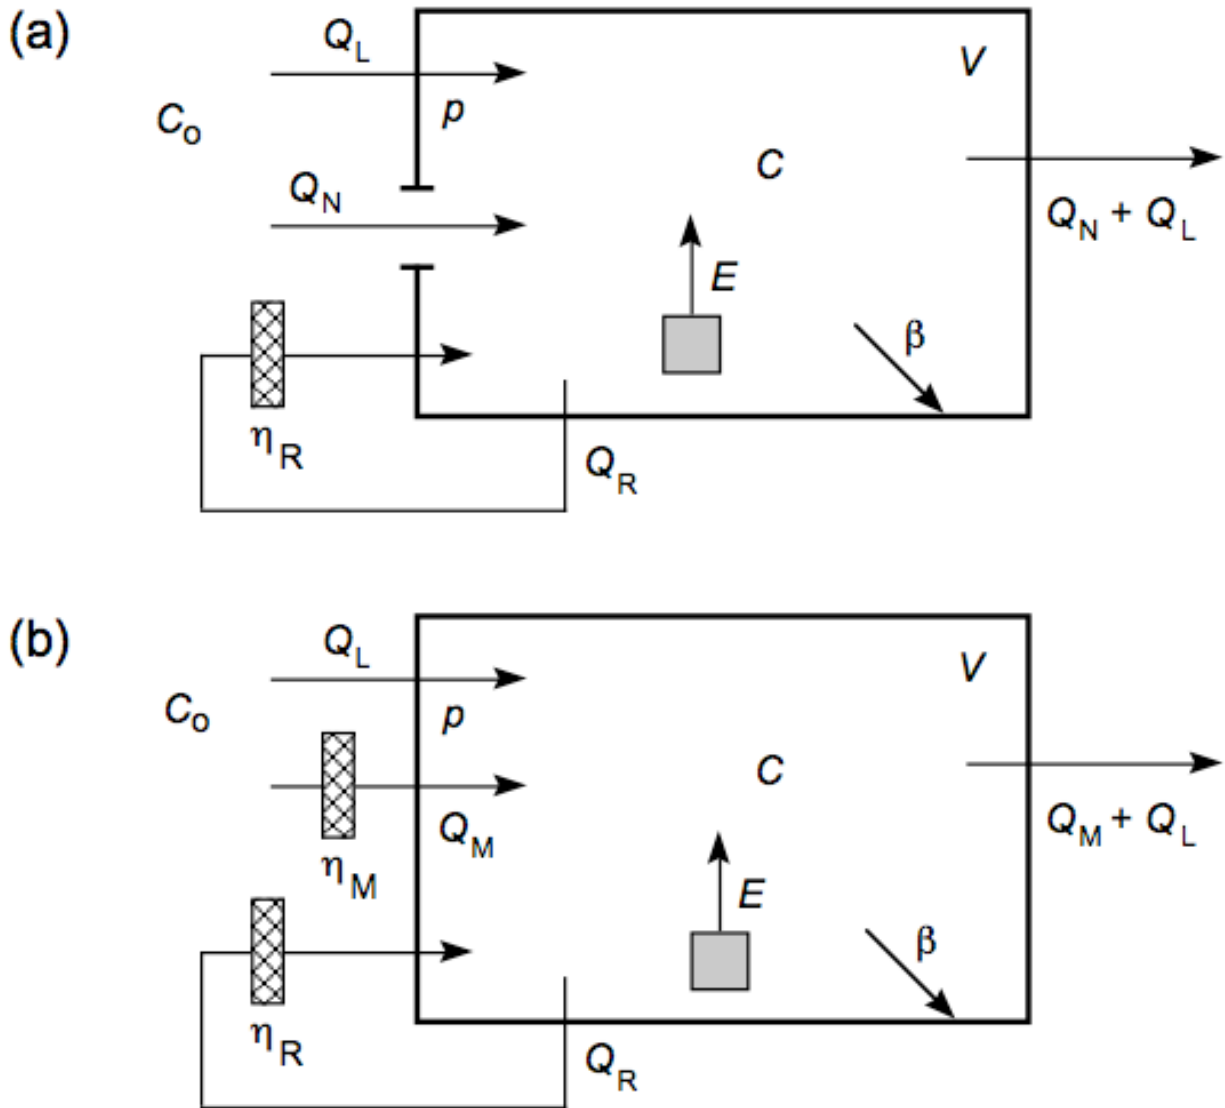 (a)
Q_L
V
C_o
p
C
Q_N
Q_N + Q_L
E
β
η_R
Q_R
(b)
Q_L
V
C_o
p
C
Q_M
Q_M + Q_L
η_M
E
β
η_R
Q_R